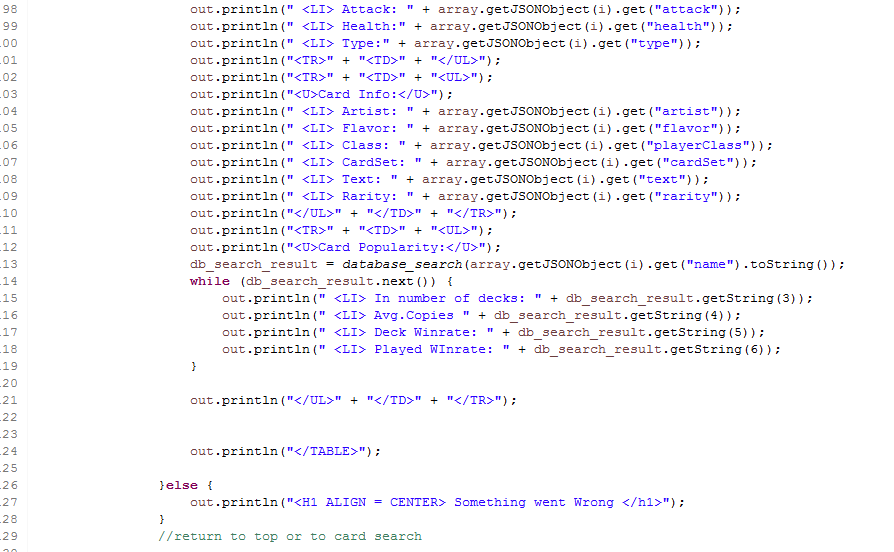 98 out.println(" <LI> Attack: " + array.getJSONObject(i).get("attack"));
99 out.println(" <LI> Health:" + array.getJSONObject(i).get("health"));
00 out.println(" <LI> Type:" + array.getJSONObject(i).get("type"));
01 out.println("<TR>" + "<TD>" + "</UL>");
02 out.println("<TR>" + "<TD>" + "<UL>");
03 out.println("<U>Card Info:</U>");
04 out.println(" <LI> Artist: " + array.getJSONObject(i).get("artist"));
05 out.println(" <LI> Flavor: " + array.getJSONObject(i).get("flavor"));
06 out.println(" <LI> Class: " + array.getJSONObject(i).get("playerClass"));
07 out.println(" <LI> CardSet: " + array.getJSONObject(i).get("cardSet"));
08 out.println(" <LI> Text: " + array.getJSONObject(i).get("text"));
09 out.println(" <LI> Rarity: " + array.getJSONObject(i).get("rarity"));
10 out.println("</UL>" + "</TD>" + "</TR>");
11 out.println("<TR>" + "<TD>" + "<UL>");
12 out.println("<U>Card Popularity:</U>");
13 db_search_result = database_search(array.getJSONObject(i).get("name").toString());
14 while (db_search_result.next()) {
15 out.println(" <LI> In number of decks: " + db_search_result.getString(3));
16 out.println(" <LI> Avg.Copies " + db_search_result.getString(4));
17 out.println(" <LI> Deck Winrate: " + db_search_result.getString(5));
18 out.println(" <LI> Played WInrate: " + db_search_result.getString(6));
19 }
20
21 out.println("</UL>" + "</TD>" + "</TR>");
22
23
24 out.println("</TABLE>");
25
26 }else {
27 out.println("<H1 ALIGN = CENTER> Something went Wrong </h1>");
28 }
29 //return to top or to card search